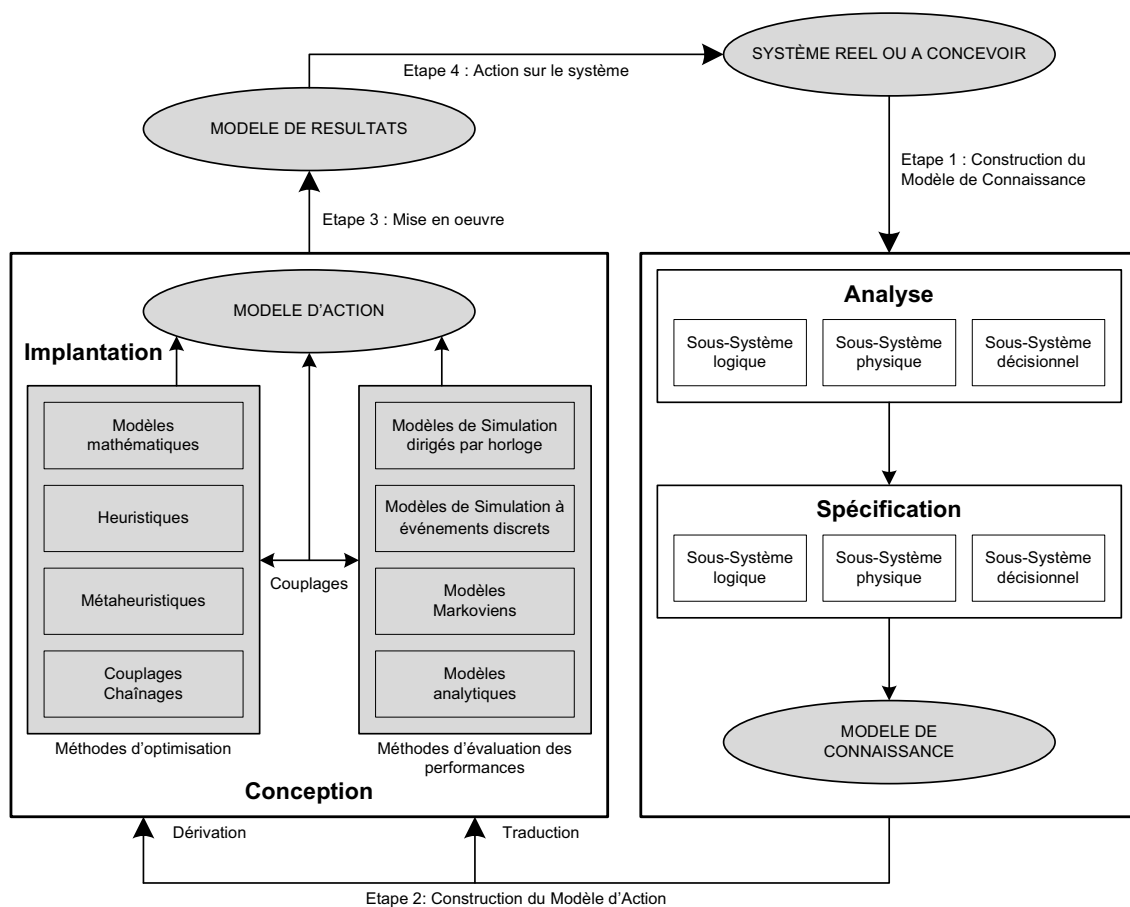 SYSTÈME REEL OU A CONCEVOIR
Etape 4 : Action sur le système
MODELE DE RESULTATS
Etape 1 : Construction du
Modèle de Connaissance
Etape 3 : Mise en oeuvre
MODELE D'ACTION
Implantation
Modèles
mathématiques
Heuristiques
Métaheuristiques
Couplages
Chaînages
Méthodes d'optimisation
Couplages
Modèles de Simulation
dirigés par horloge
Modèles de Simulation à
événements discrets
Modèles
Markoviens
Modèles
analytiques
Méthodes d'évaluation des
performances
Conception
Analyse
Sous-Système
logique
Sous-Système
physique
Sous-Système
décisionnel
Spécification
Sous-Système
logique
Sous-Système
physique
Sous-Système
décisionnel
MODELE DE
CONNAISSANCE
Dérivation
Traduction
Etape 2: Construction du Modèle d'Action